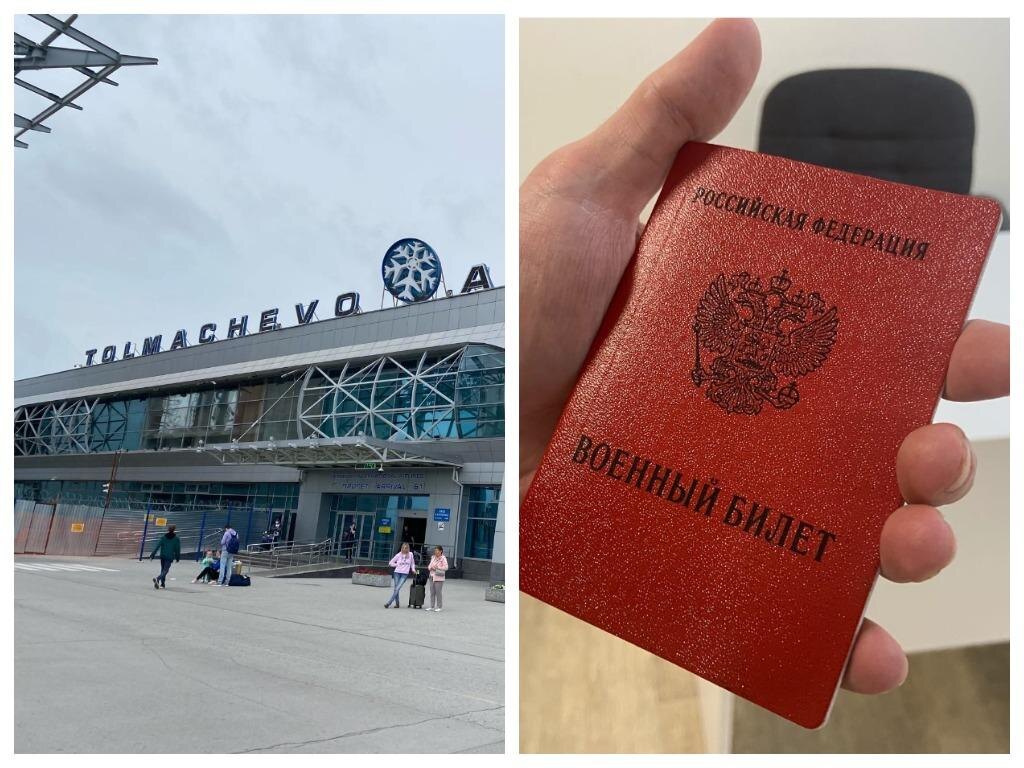 TOLMACHEVO A
РОССИЙСКАЯ ФЕДЕРАЦИЯ
ВОЕННЫЙ БИЛЕТ